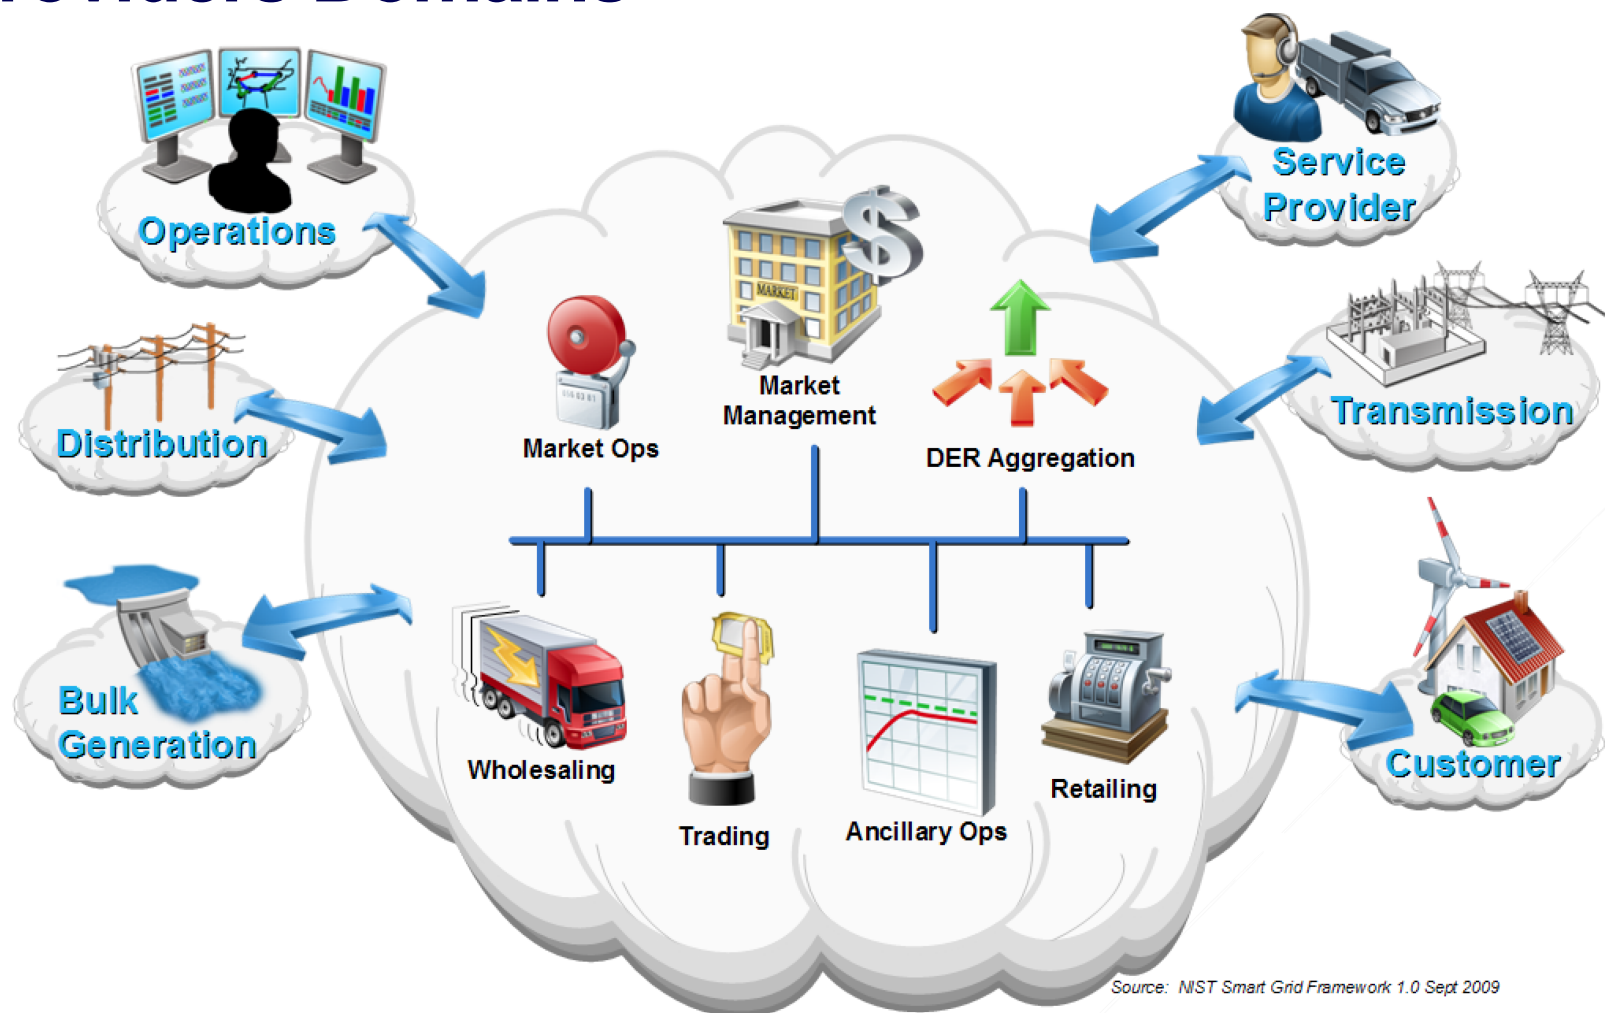 Operations
Service
Provider
MARKET
Market
Management
Market Ops
DER Aggregation
Distribution
Transmission
Bulk
Generation
Wholesaling
Trading
Ancillary Ops
Retailing
Customer
Source: NIST Smart Grid Framework 1.0 Sept 2009